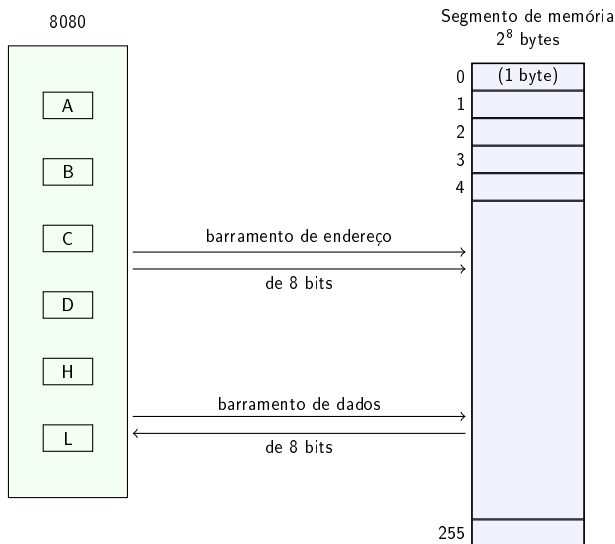 8080
Segmento de memória
2⁸ bytes
A
B
C
D
H
L
barramento de endereço
de 8 bits
barramento de dados
de 8 bits
0 (1 byte)
1
2
3
4
255